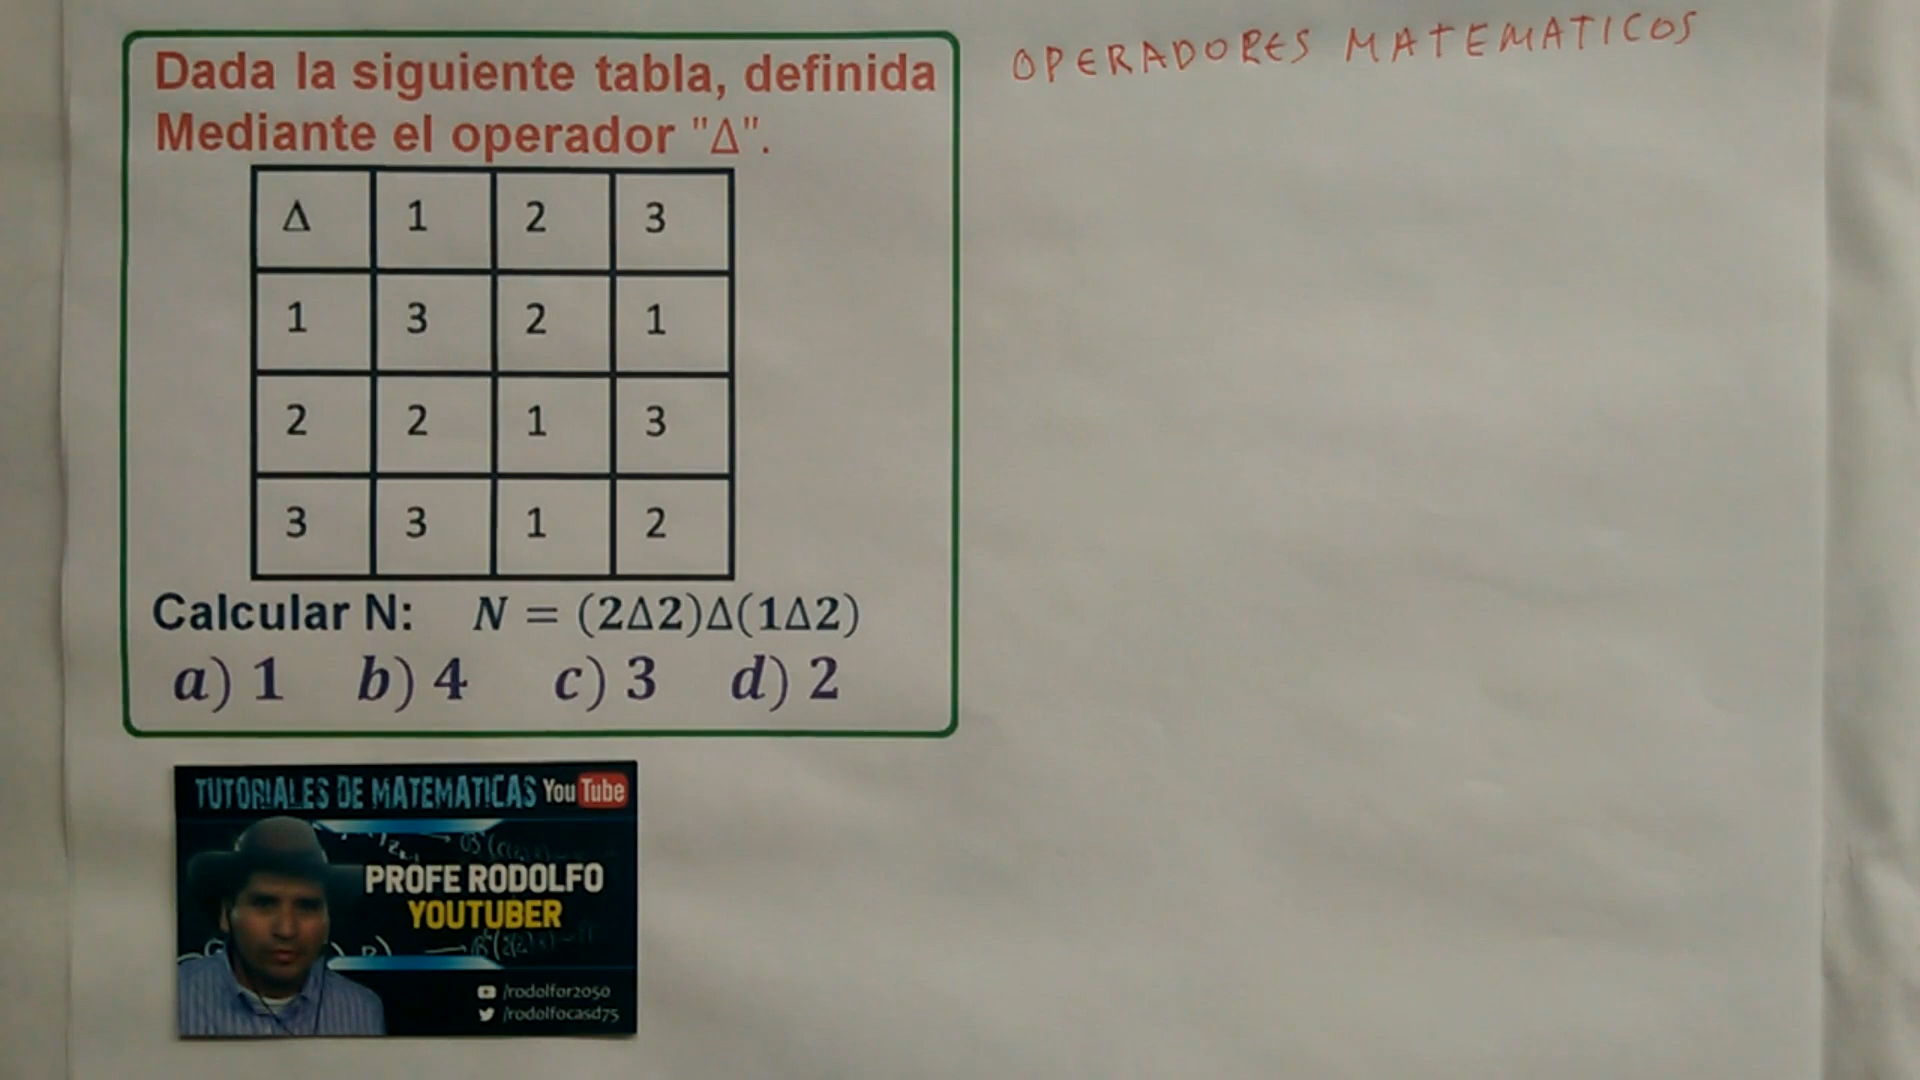 Dada la siguiente tabla, definida
Mediante el operador "Δ".
Δ 1 2 3
1 3 2 1
2 2 1 3
3 3 1 2
Calcular N: N = (2Δ2)Δ(1Δ2)
a) 1 b) 4 c) 3 d) 2
OPERADORES MATEMATICOS
TUTORIALES DE MATEMATICAS YouTube
PROFE RODOLFO
YOUTUBER
/rodolfor2050
/rodolfocasd75